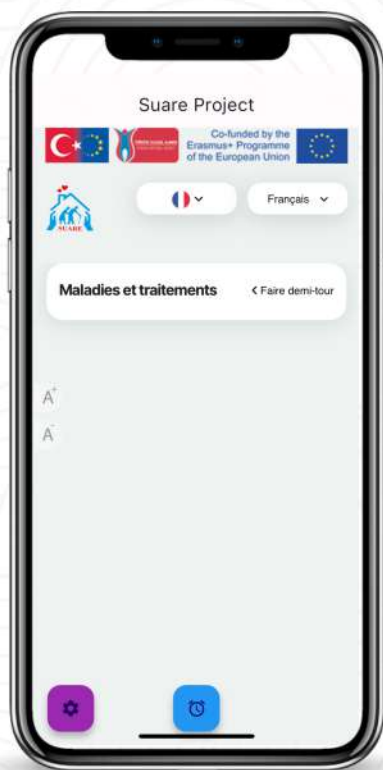 Suare Project
Co-funded by the
Erasmus+ Programme
of the European Union
SUARE
Français
Maladies et traitements
Faire demi-tour
A+
A-